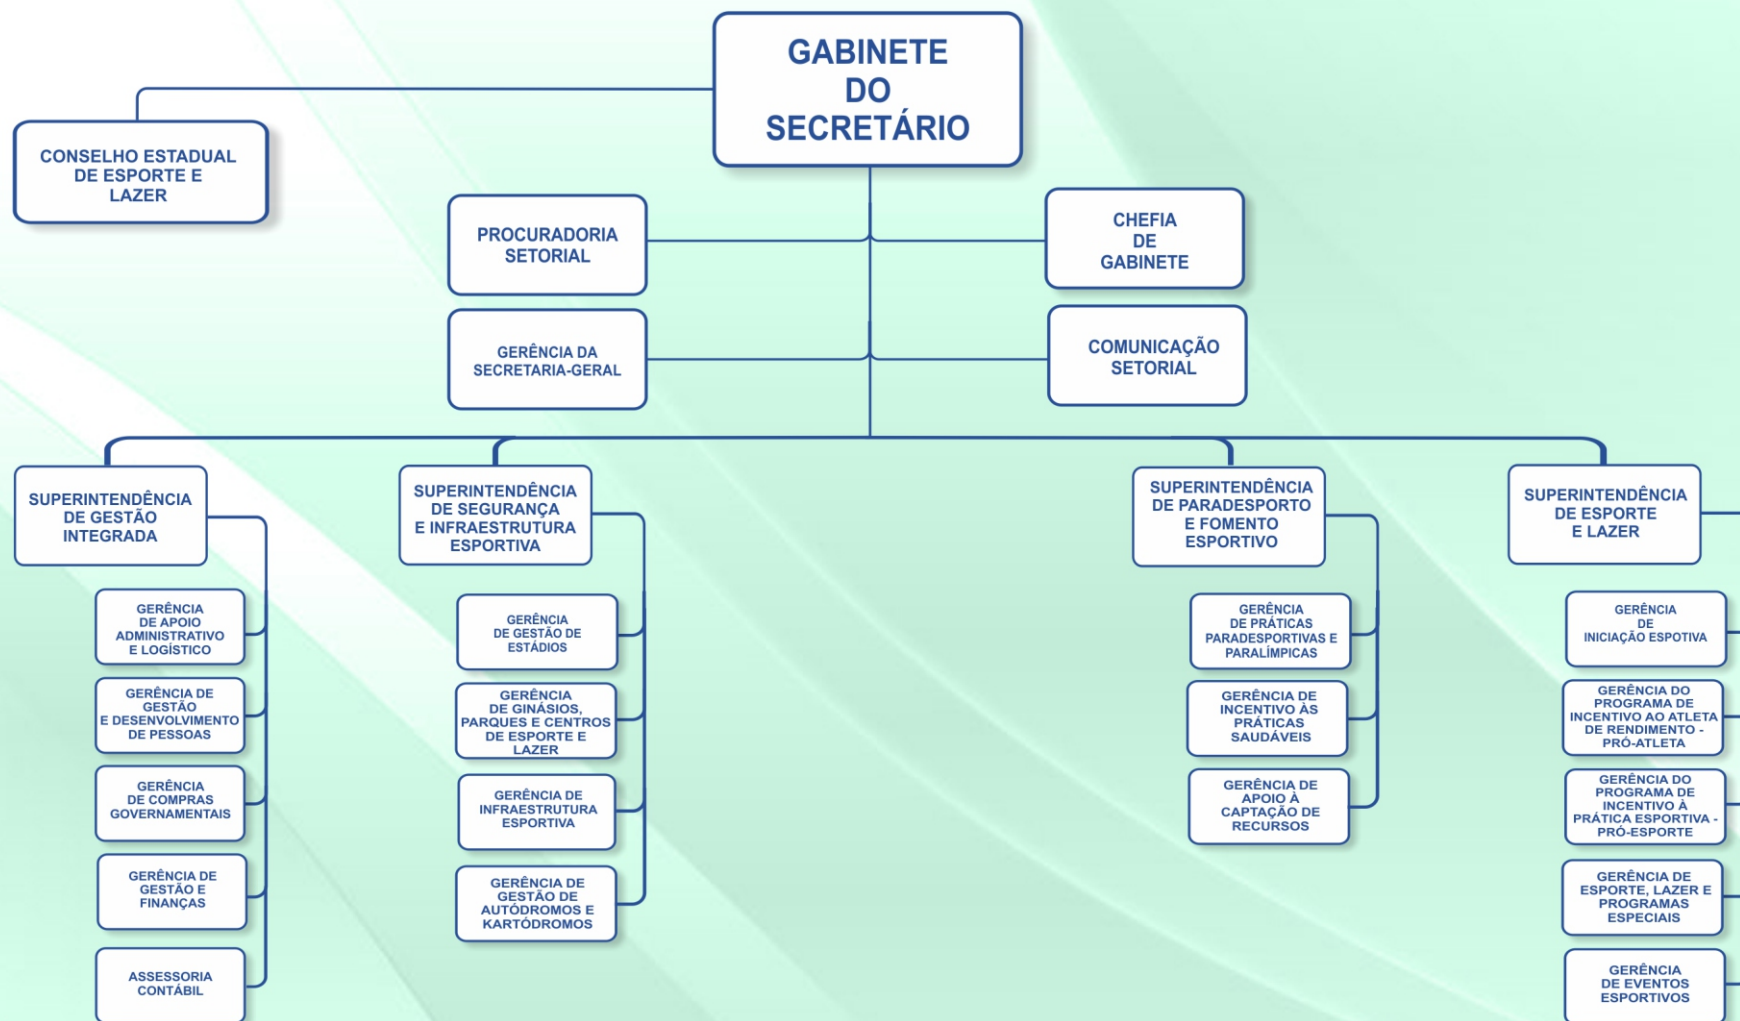 GABINETE
DO
SECRETÁRIO
CONSELHO ESTADUAL
DE ESPORTE E
LAZER
PROCURADORIA
SETORIAL
CHEFIA
DE
GABINETE
GERÊNCIA DA
SECRETARIA-GERAL
COMUNICAÇÃO
SETORIAL
SUPERINTENDÊNCIA
DE GESTÃO
INTEGRADA
GERÊNCIA
DE APOIO
ADMINISTRATIVO
E LOGÍSTICO
GERÊNCIA DE
GESTÃO
E DESENVOLVIMENTO
DE PESSOAS
GERÊNCIA
DE COMPRAS
GOVERNAMENTAIS
GERÊNCIA DE
GESTÃO E
FINANÇAS
ASSESSORIA
CONTÁBIL
SUPERINTENDÊNCIA
DE SEGURANÇA
E INFRAESTRUTURA
ESPORTIVA
GERÊNCIA
DE GESTÃO DE
ESTÁDIOS
GERÊNCIA
DE GINÁSIOS,
PARQUES E CENTROS
DE ESPORTE E
LAZER
GERÊNCIA DE
INFRAESTRUTURA
ESPORTIVA
GERÊNCIA DE
GESTÃO DE
AUTÓDROMOS E
KARTÓDROMOS
SUPERINTENDÊNCIA
DE PARADESPORTO
E FOMENTO
ESPORTIVO
GERÊNCIA
DE PRÁTICAS
PARADESPORTIVAS E
PARALÍMPICAS
GERÊNCIA DE
INCENTIVO ÀS
PRÁTICAS
SAUDÁVEIS
GERÊNCIA DE
APOIO À
CAPTAÇÃO DE
RECURSOS
SUPERINTENDÊNCIA
DE ESPORTE
E LAZER
GERÊNCIA
DE
INICIAÇÃO ESPOTIVA
GERÊNCIA DO
PROGRAMA DE
INCENTIVO AO ATLETA
DE RENDIMENTO -
PRÓ-ATLETA
GERÊNCIA DO
PROGRAMA DE
INCENTIVO À
PRÁTICA ESPORTIVA -
PRÓ-ESPORTE
GERÊNCIA DE
ESPORTE, LAZER E
PROGRAMAS
ESPECIAIS
GERÊNCIA
DE EVENTOS
ESPORTIVOS